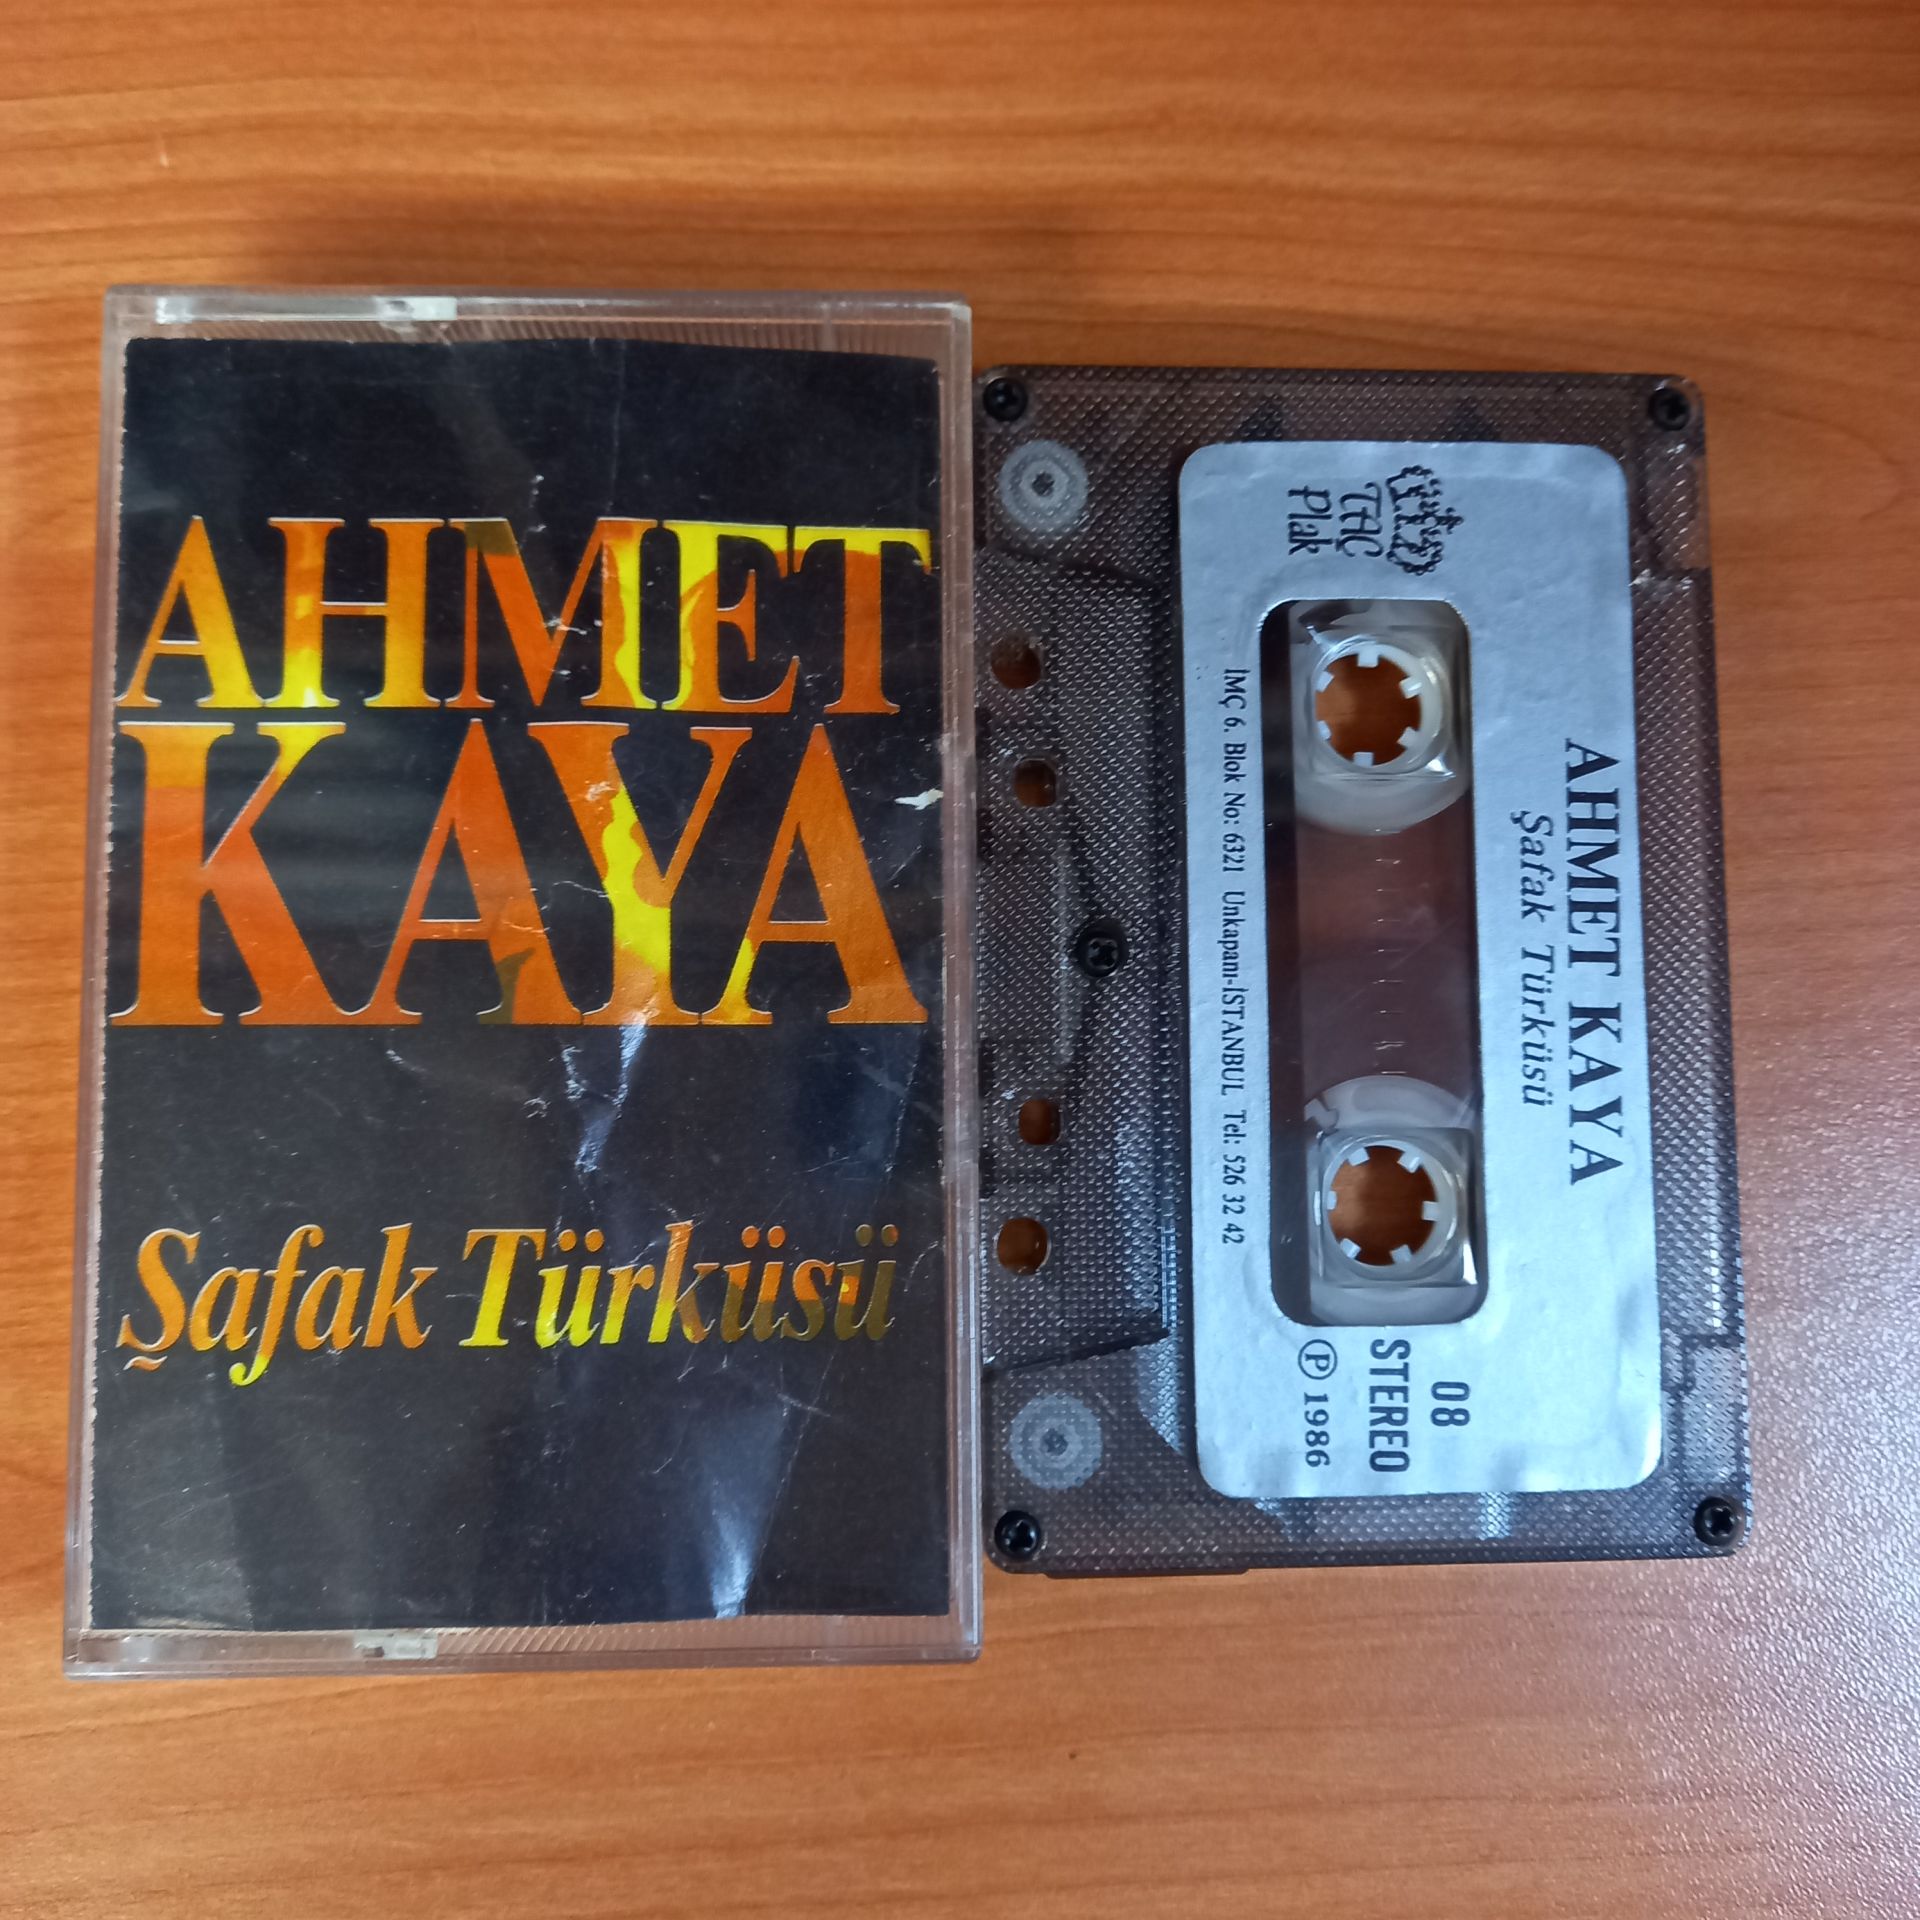 AHMET
KAYA
Şafak Türküsü
TAÇ
Plak
AHMET KAYA
Şafak Türküsü
08
STEREO
Ⓟ 1986
İMÇ 6. Blok No: 6321 Unkapanı-İSTANBUL Tel: 526 32 42